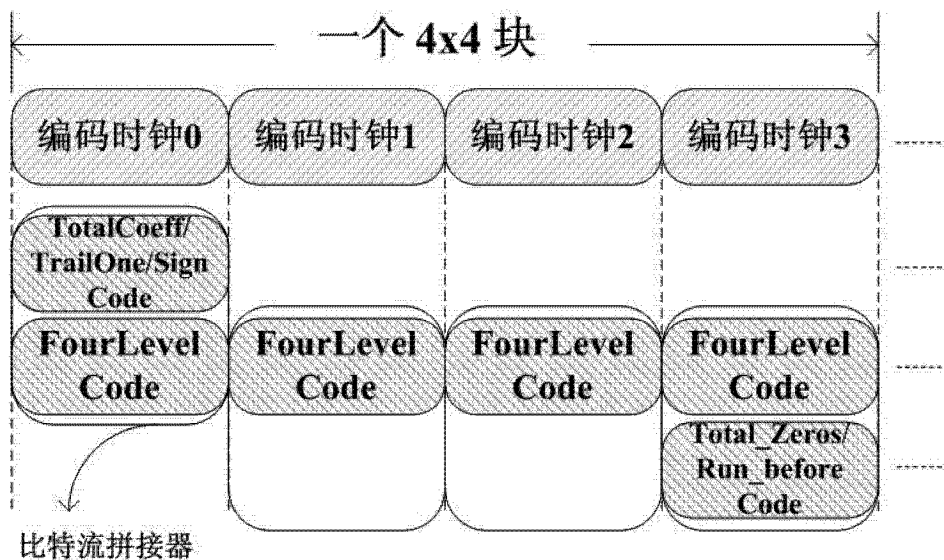 一个 4x4 块
编码时钟0
编码时钟1
编码时钟2
编码时钟3
TotalCoeff/
TrailOne/Sign
Code
FourLevel
Code
FourLevel
Code
FourLevel
Code
FourLevel
Code
Total_Zeros/
Run_before
Code
比特流拼接器